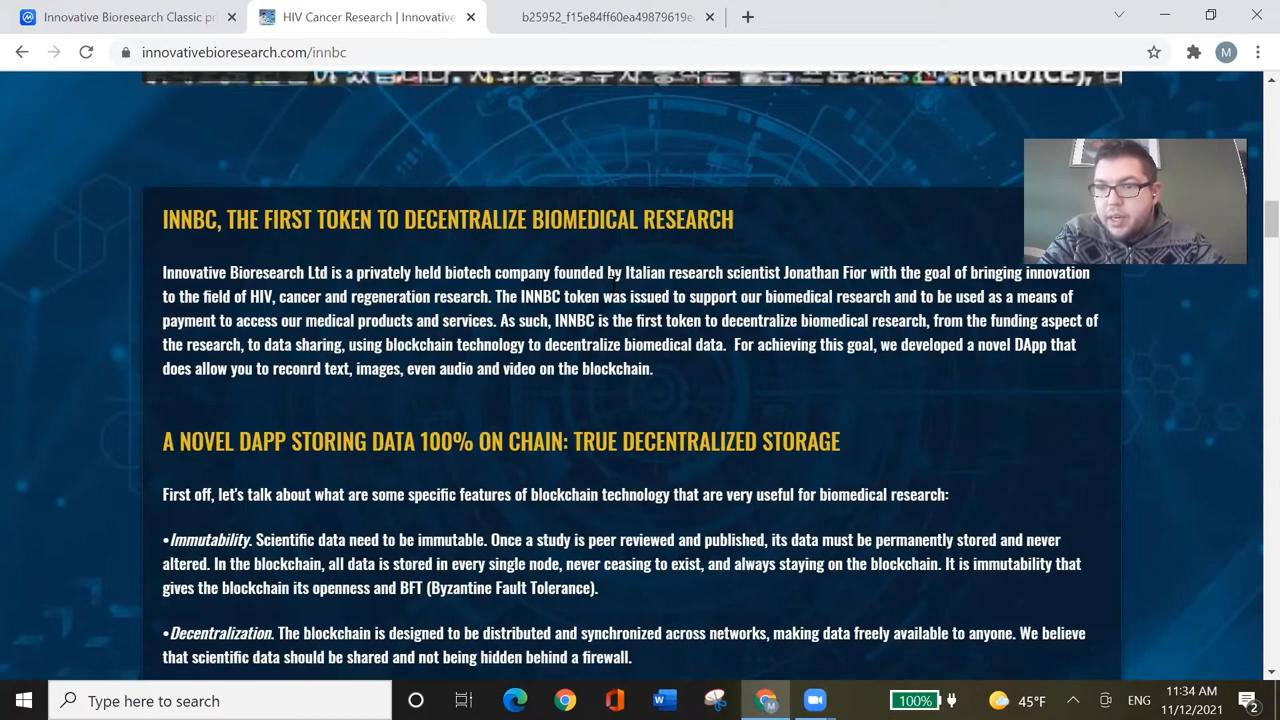 Innovative Bioresearch Classic pr
HIV Cancer Research | Innovative
b25952_f15e84ff60ea49879619e
innovativebioresearch.com/innbc
M
(CHOICE),
INNBC, THE FIRST TOKEN TO DECENTRALIZE BIOMEDICAL RESEARCH
Innovative Bioresearch Ltd is a privately held biotech company founded by Italian research scientist Jonathan Fior with the goal of bringing innovation
to the field of HIV, cancer and regeneration research. The INNBC token was issued to support our biomedical research and to be used as a means of
payment to access our medical products and services. As such, INNBC is the first token to decentralize biomedical research, from the funding aspect of
the research, to data sharing, using blockchain technology to decentralize biomedical data. For achieving this goal, we developed a novel DApp that
does allow you to reconrd text, images, even audio and video on the blockchain.
A NOVEL DAPP STORING DATA 100% ON CHAIN: TRUE DECENTRALIZED STORAGE
First off, let's talk about what are some specific features of blockchain technology that are very useful for biomedical research:
•Immutability. Scientific data need to be immutable. Once a study is peer reviewed and published, its data must be permanently stored and never
altered. In the blockchain, all data is stored in every single node, never ceasing to exist, and always staying on the blockchain. It is immutability that
gives the blockchain its openness and BFT (Byzantine Fault Tolerance).
•Decentralization. The blockchain is designed to be distributed and synchronized across networks, making data freely available to anyone. We believe
that scientific data should be shared and not being hidden behind a firewall.
Type here to search
100%
45°F
ENG
11:34 AM
11/12/2021
2